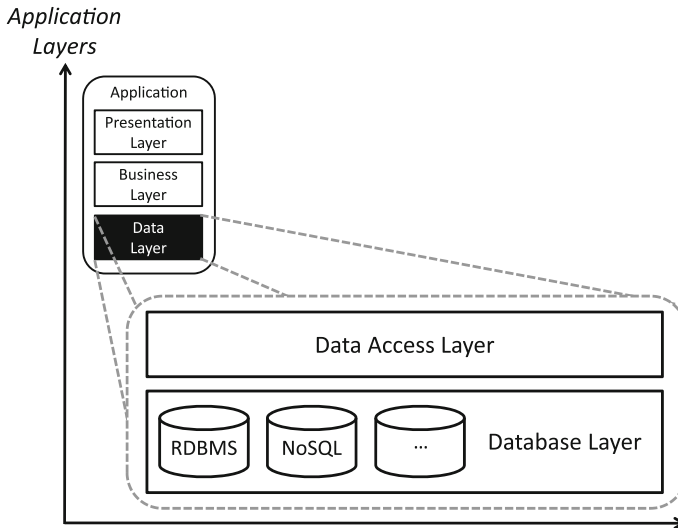 Application
Layers
Application
Presentation
Layer
Business
Layer
Data
Layer
Data Access Layer
RDBMS
NoSQL
...
Database Layer